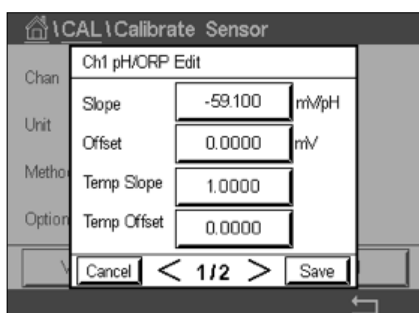 \CAL\Calibrate Sensor
Ch1 pH/ORP Edit
Chan
Slope -59.100 mV/pH
Unit
Offset 0.0000 mV
Metho
Temp Slope 1.0000
Option
Temp Offset 0.0000
Cancel < 1/2 > Save